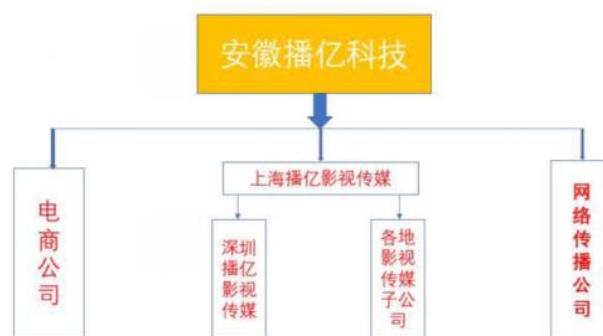 安徽播亿科技
上海播亿影视传媒
电
商
公
司
深圳
播亿
影视
传媒
各地
影视
传媒
子公
司
网
络
传
播
公
司